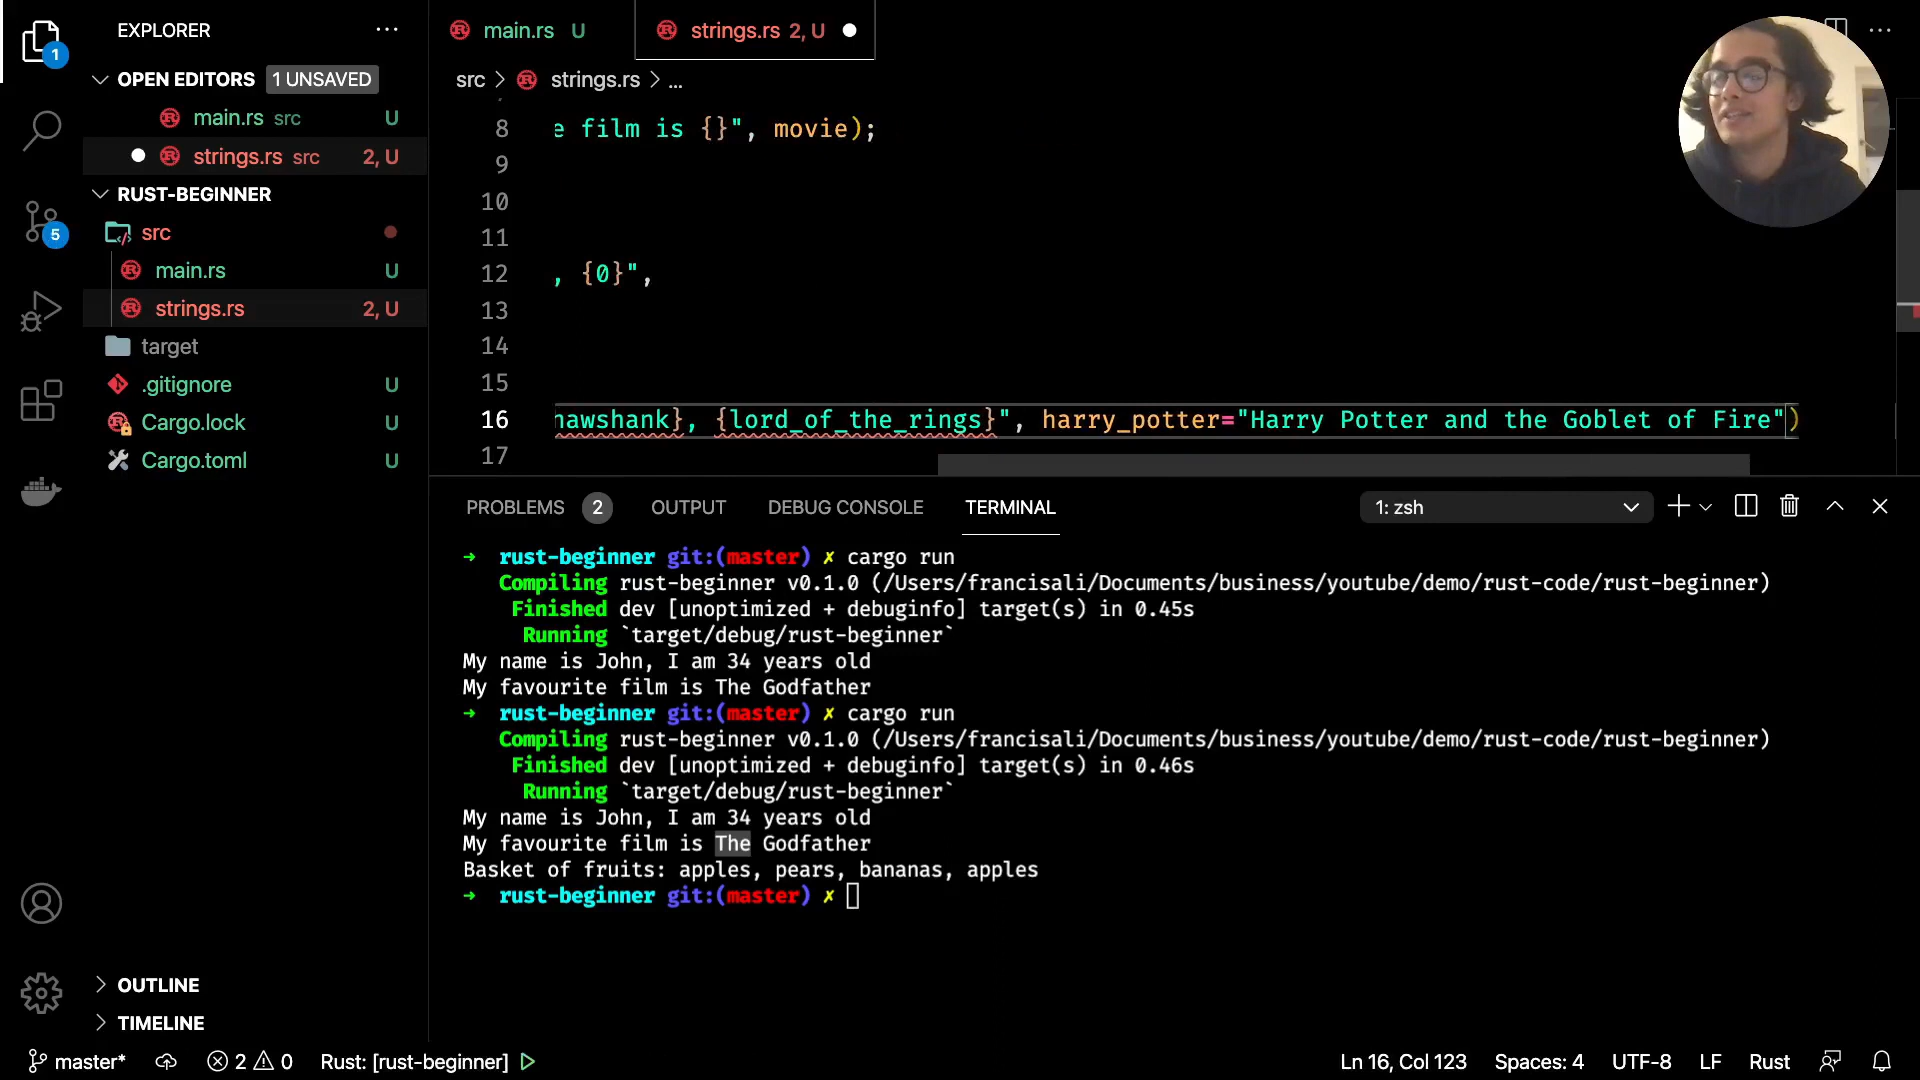 EXPLORER
main.rs U
strings.rs 2, U
OPEN EDITORS 1 UNSAVED
src strings.rs ...
main.rs src U
strings.rs src 2, U
RUST-BEGINNER
src
main.rs U
strings.rs 2, U
target
.gitignore U
Cargo.lock U
Cargo.toml U
1
5
8 e film is {}", movie);
9
10
11
12 , {0}",
13
14
15
16 hawshank}, {lord_of_the_rings}", harry_potter="Harry Potter and the Goblet of Fire")
17
PROBLEMS 2 OUTPUT DEBUG CONSOLE TERMINAL 1: zsh
➜ rust-beginner git:(master) ✗ cargo run
Compiling rust-beginner v0.1.0 (/Users/francisali/Documents/business/youtube/demo/rust-code/rust-beginner)
Finished dev [unoptimized + debuginfo] target(s) in 0.45s
Running `target/debug/rust-beginner`
My name is John, I am 34 years old
My favourite film is The Godfather
➜ rust-beginner git:(master) ✗ cargo run
Compiling rust-beginner v0.1.0 (/Users/francisali/Documents/business/youtube/demo/rust-code/rust-beginner)
Finished dev [unoptimized + debuginfo] target(s) in 0.46s
Running `target/debug/rust-beginner`
My name is John, I am 34 years old
My favourite film is The Godfather
Basket of fruits: apples, pears, bananas, apples
➜ rust-beginner git:(master) ✗
OUTLINE
TIMELINE
master* 2 0 Rust: [rust-beginner] Ln 16, Col 123 Spaces: 4 UTF-8 LF Rust